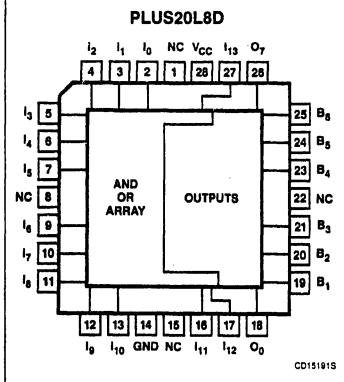 PLUS20L8D
I2 I1 I0 NC VCC I13 O7
4 3 2 1 28 27 26
I3 5 25 B6
I4 6 24 B5
I5 7 23 B4
NC 8 22 NC
I6 9 21 B3
I7 10 20 B2
I8 11 19 B1
AND
OR
ARRAY
OUTPUTS
12 13 14 15 16 17 18
I9 I10 GND NC I11 I12 O0
CD15191S